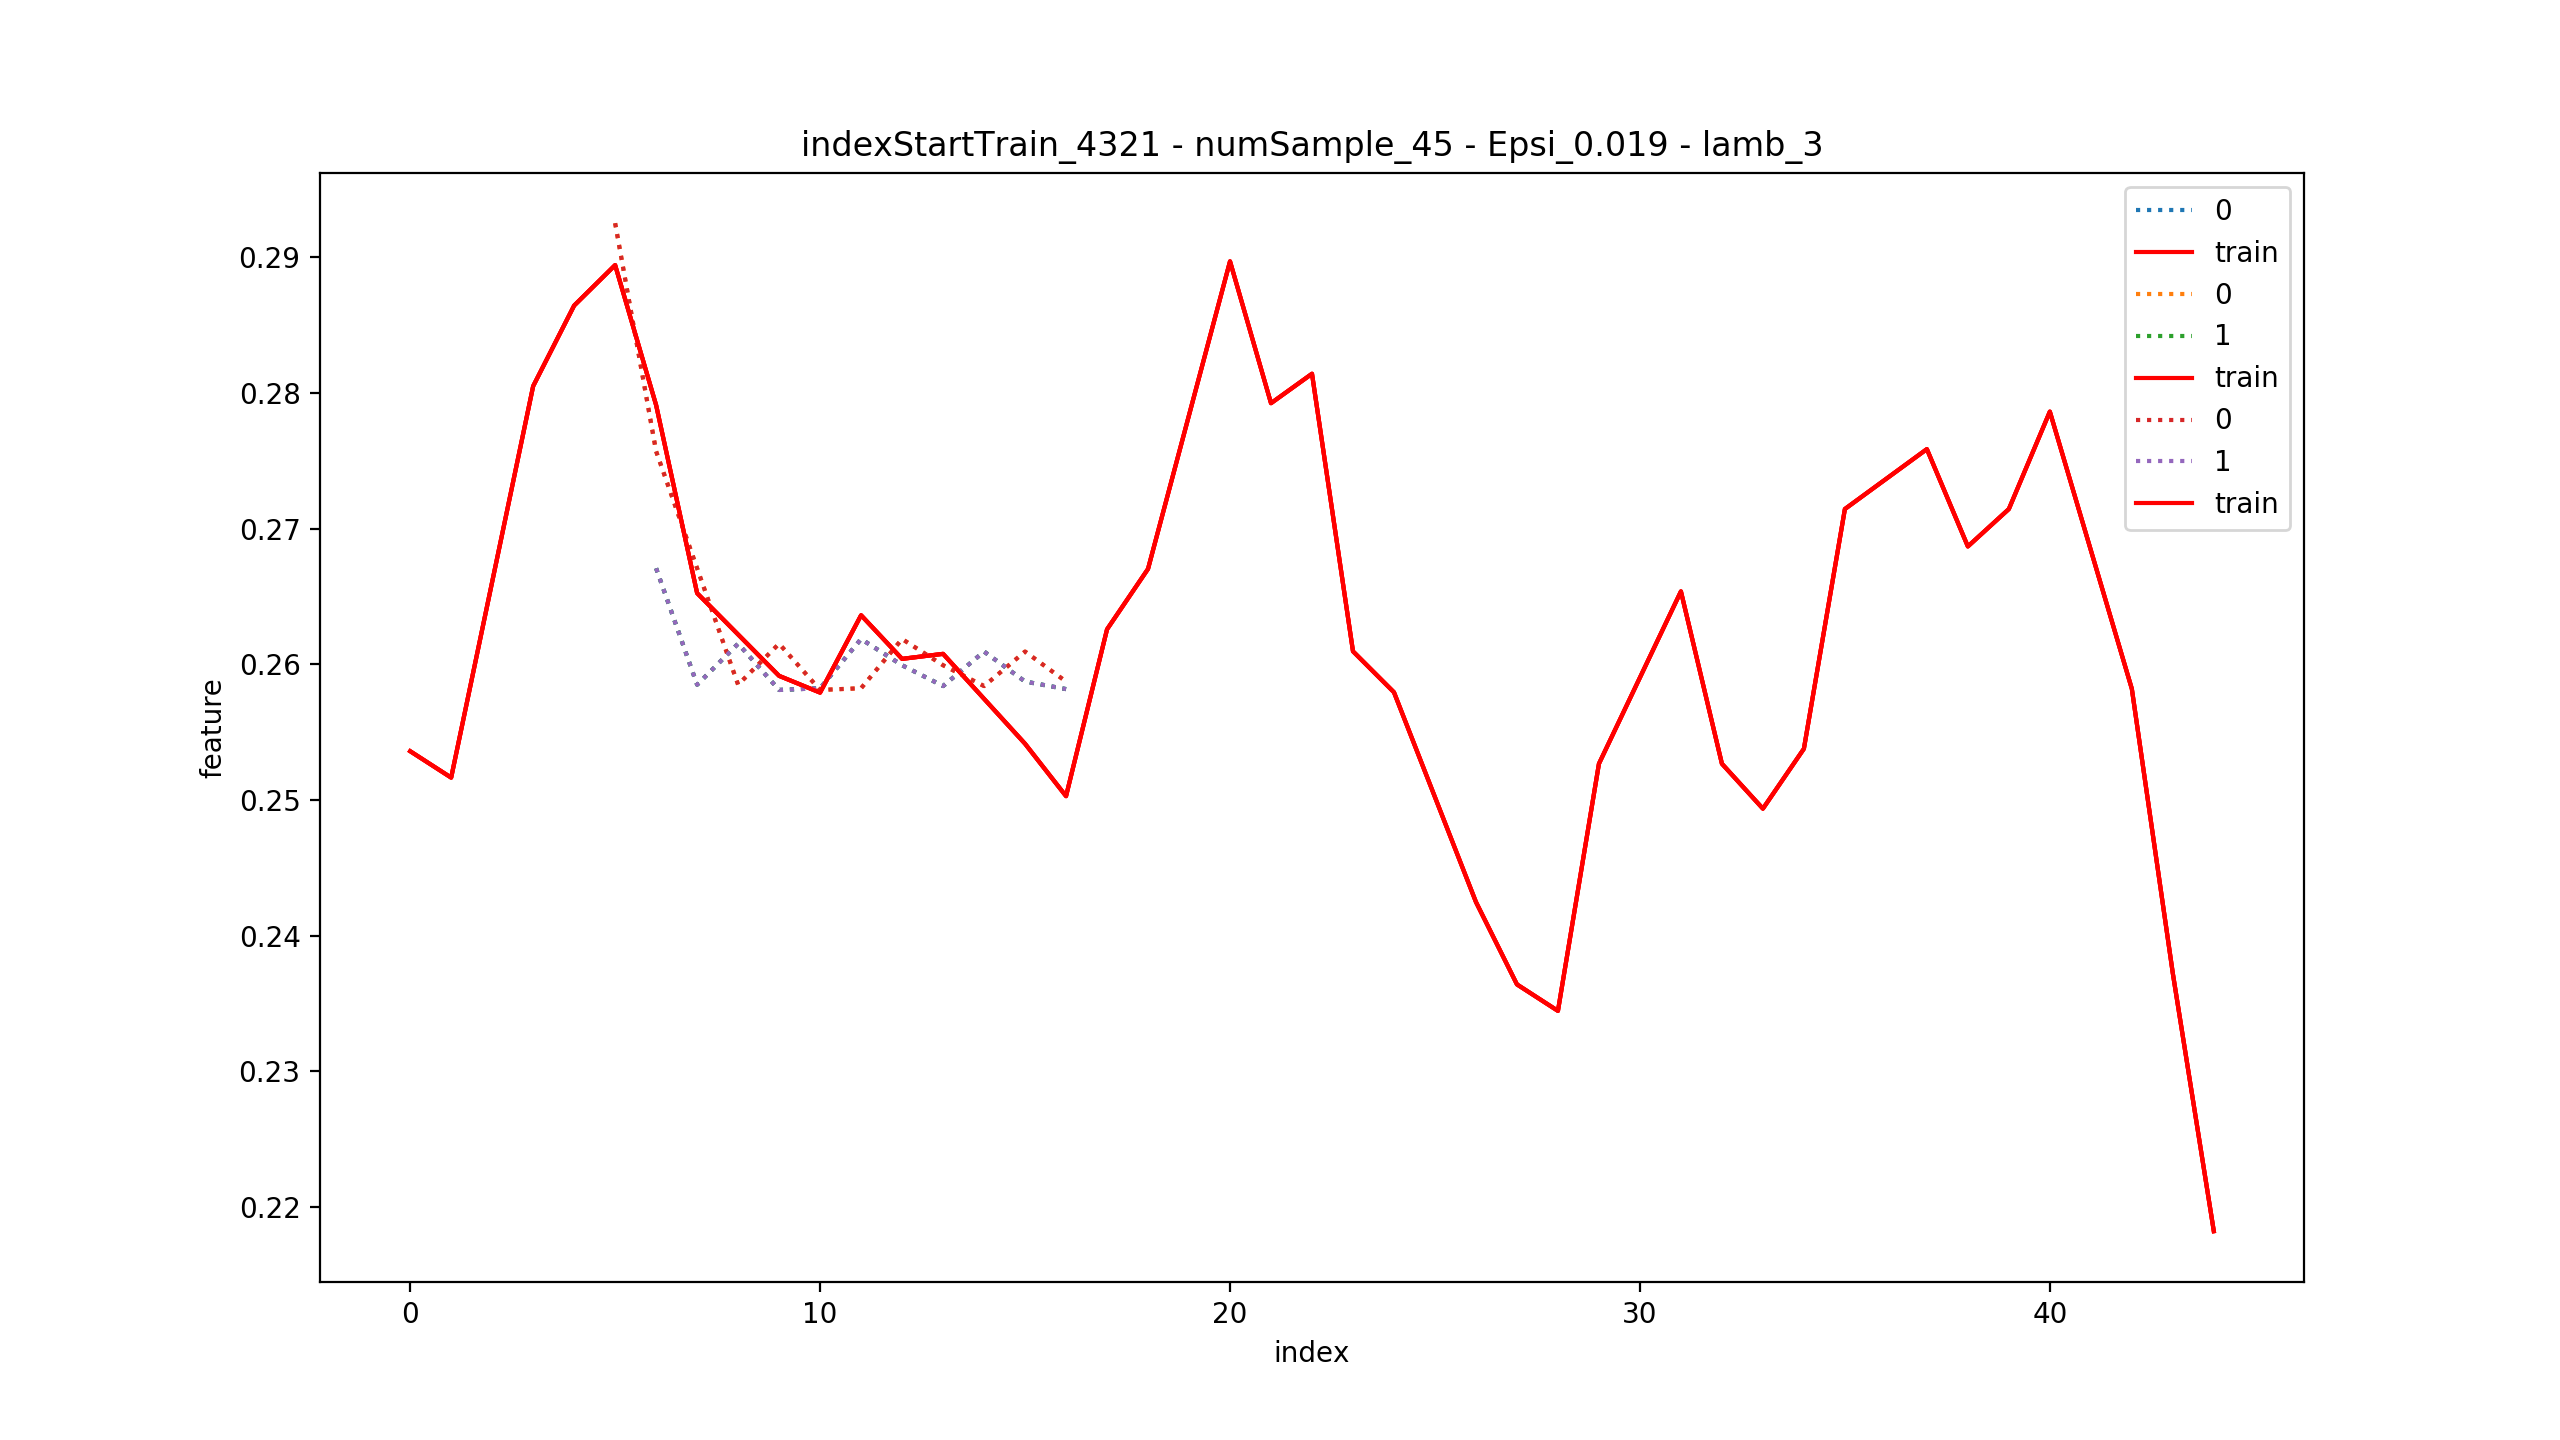 indexStartTrain_4321 - numSample_45 - Epsi_0.019 - lamb_3
0
train
0
1
train
0
1
train
0.29
0.28
0.27
0.26
0.25
0.24
0.23
0.22
feature
0 10 20 30 40
index